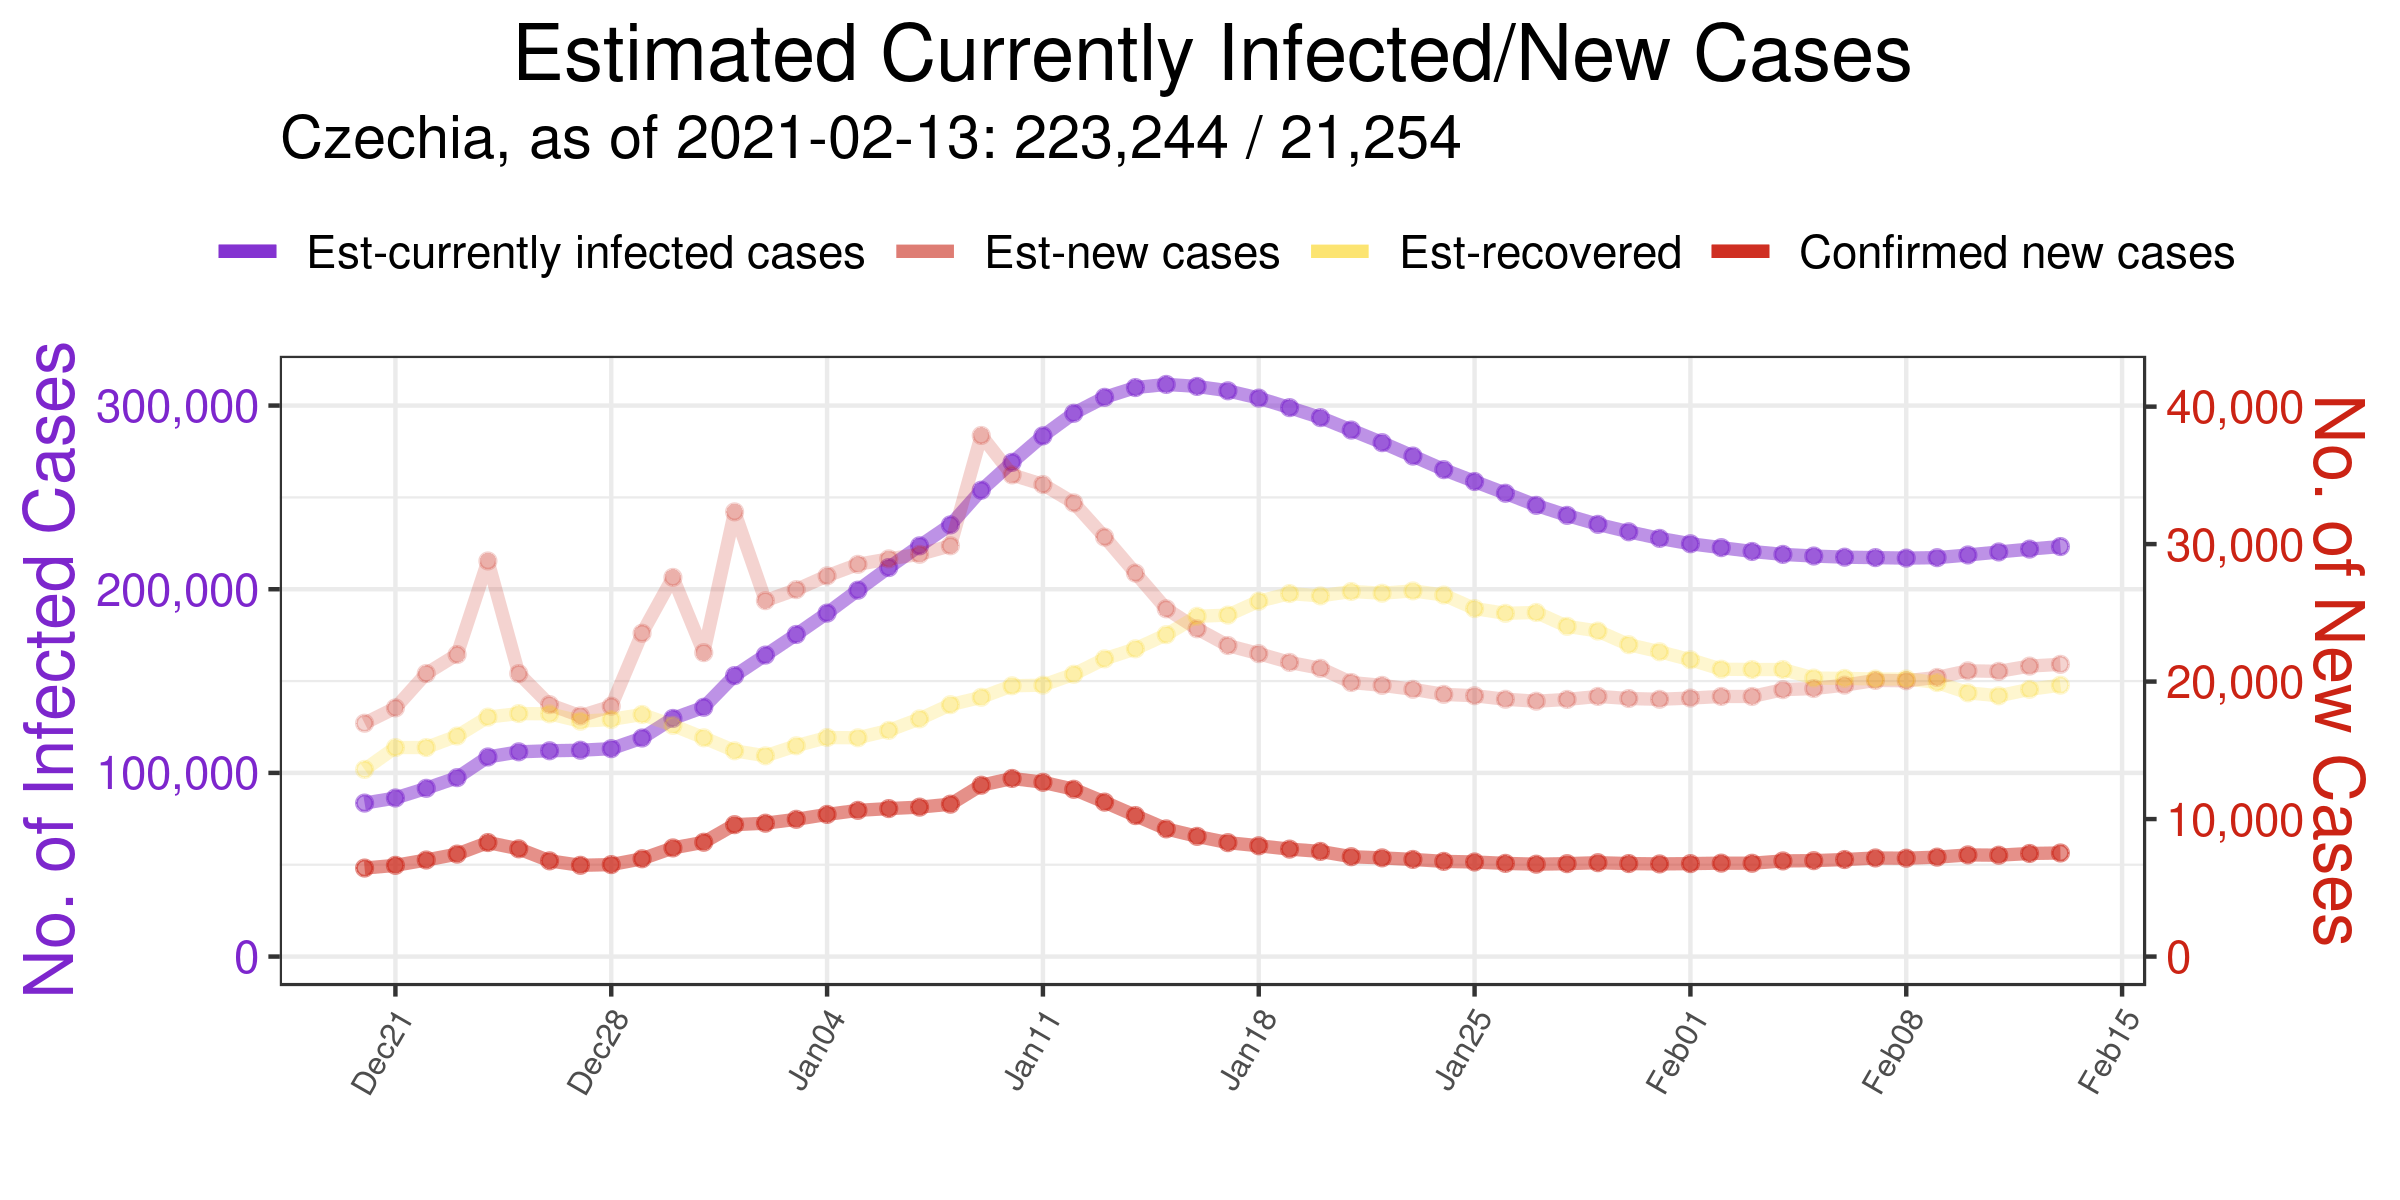 Estimated Currently Infected/New Cases
Czechia, as of 2021-02-13: 223,244 / 21,254
Est-currently infected cases Est-new cases Est-recovered Confirmed new cases
No. of Infected Cases
300,000
200,000
100,000
0
40,000
30,000
20,000
10,000
0
No. of New Cases
Dec21 Dec28 Jan04 Jan11 Jan18 Jan25 Feb01 Feb08 Feb15